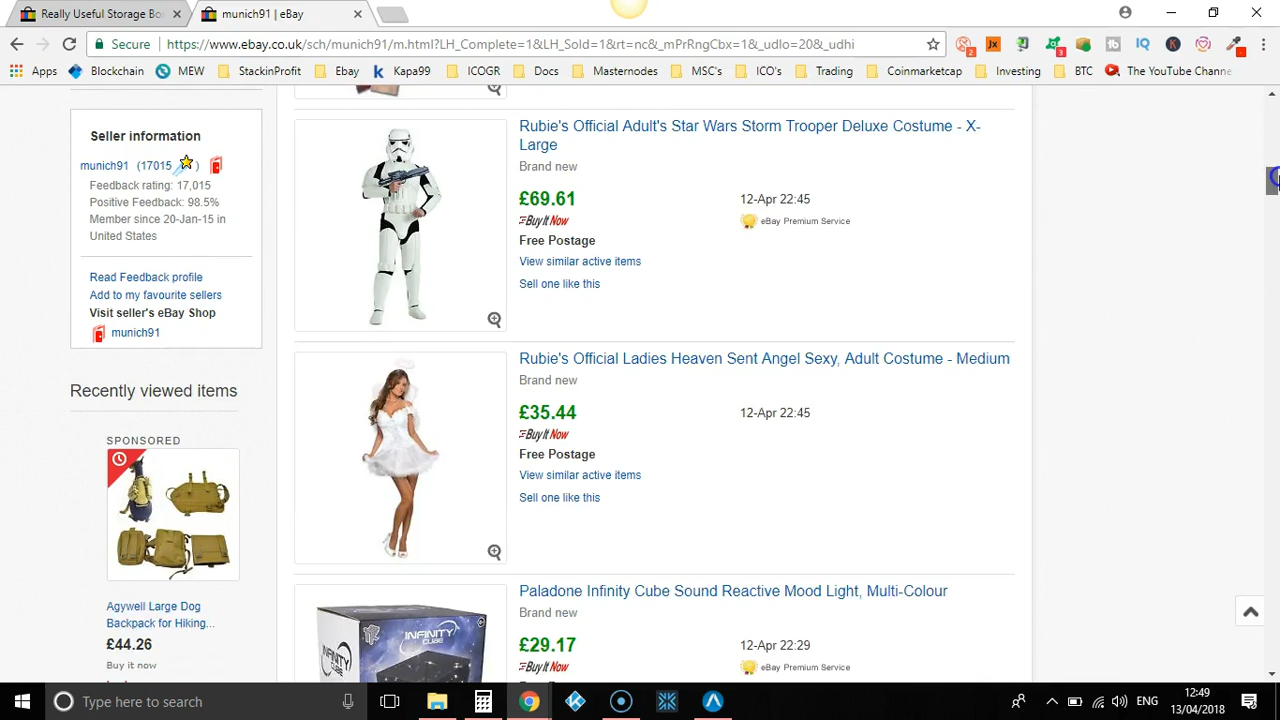 Really Useful Storage Bo
munich91 | eBay
Secure
https://www.ebay.co.uk/sch/munich91/m.html?LH_Complete=1&LH_Sold=1&rt=nc&_mPrRngCbx=1&_udlo=20&_udhi
Apps
Blockchain
MEW
StackinProfit
Ebay
Kapa99
ICOGR
Docs
Masternodes
MSC's
ICO's
Trading
Coinmarketcap
Investing
BTC
The YouTube Channe
Seller information
munich91 (17015 )
Feedback rating: 17,015
Positive Feedback: 98.5%
Member since 20-Jan-15 in
United States
Read Feedback profile
Add to my favourite sellers
Visit seller's eBay Shop
munich91
Recently viewed items
SPONSORED
Agywell Large Dog
Backpack for Hiking...
£44.26
Buy it now
Rubie's Official Adult's Star Wars Storm Trooper Deluxe Costume - X-
Large
Brand new
£69.61
12-Apr 22:45
Buy It Now
eBay Premium Service
Free Postage
View similar active items
Sell one like this
Rubie's Official Ladies Heaven Sent Angel Sexy, Adult Costume - Medium
Brand new
£35.44
12-Apr 22:45
Buy It Now
Free Postage
View similar active items
Sell one like this
Paladone Infinity Cube Sound Reactive Mood Light, Multi-Colour
Brand new
£29.17
12-Apr 22:29
Buy It Now
eBay Premium Service
INFINITY
CUBE
INFINITY
CUBE
Type here to search
ENG
12:49
13/04/2018